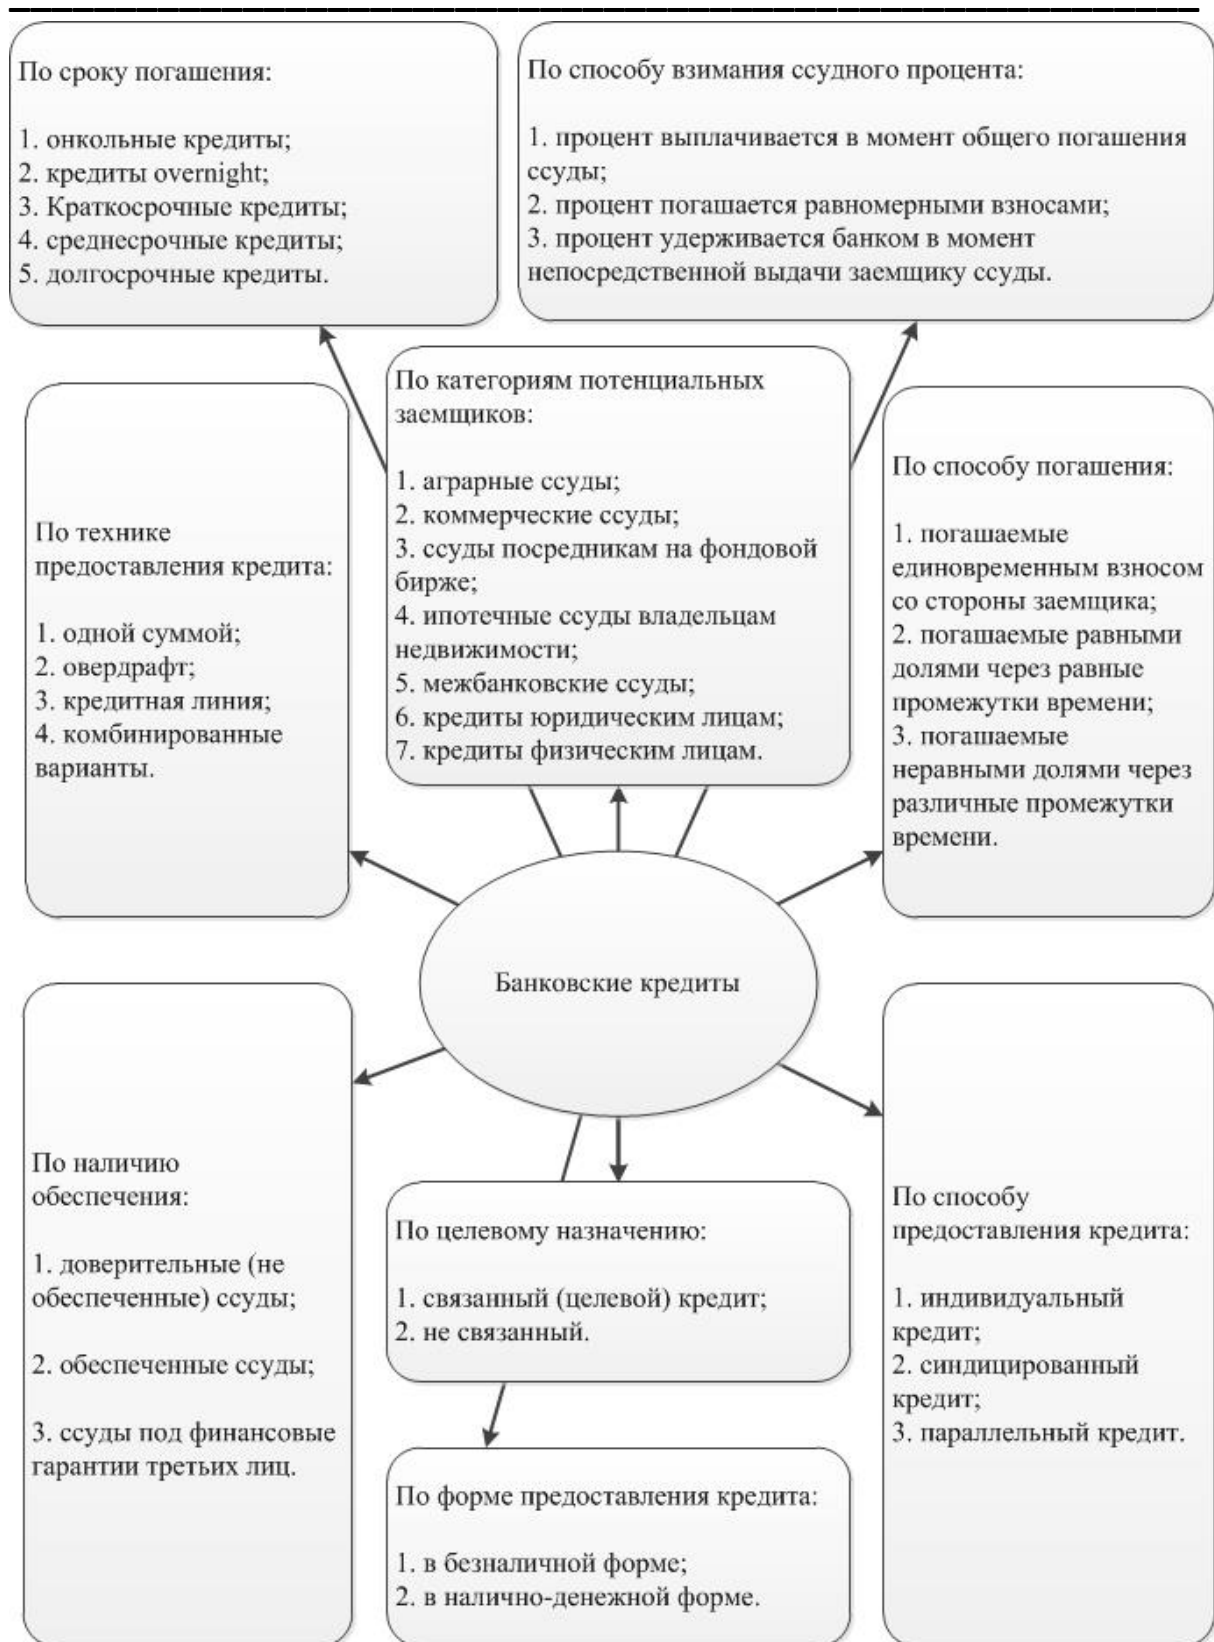 По сроку погашения:
1. онкольные кредиты;
2. кредиты overnight;
3. Краткосрочные кредиты;
4. среднесрочные кредиты;
5. долгосрочные кредиты.
По способу взимания ссудного процента:
1. процент выплачивается в момент общего погашения
ссуды;
2. процент погашается равномерными взносами;
3. процент удерживается банком в момент
непосредственной выдачи заемщику ссуды.
По технике
предоставления кредита:
1. одной суммой;
2. овердрафт;
3. кредитная линия;
4. комбинированные
варианты.
По категориям потенциальных
заемщиков:
1. аграрные ссуды;
2. коммерческие ссуды;
3. ссуды посредникам на фондовой
бирже;
4. ипотечные ссуды владельцам
недвижимости;
5. межбанковские ссуды;
6. кредиты юридическим лицам;
7. кредиты физическим лицам.
По способу погашения:
1. погашаемые
единовременным взносом
со стороны заемщика;
2. погашаемые равными
долями через равные
промежутки времени;
3. погашаемые
неравными долями через
различные промежутки
времени.
Банковские кредиты
По наличию
обеспечения:
1. доверительные (не
обеспеченные) ссуды;
2. обеспеченные ссуды;
3. ссуды под финансовые
гарантии третьих лиц.
По целевому назначению:
1. связанный (целевой) кредит;
2. не связанный.
По форме предоставления кредита:
1. в безналичной форме;
2. в налично-денежной форме.
По способу
предоставления кредита:
1. индивидуальный
кредит;
2. синдицированный
кредит;
3. параллельный кредит.